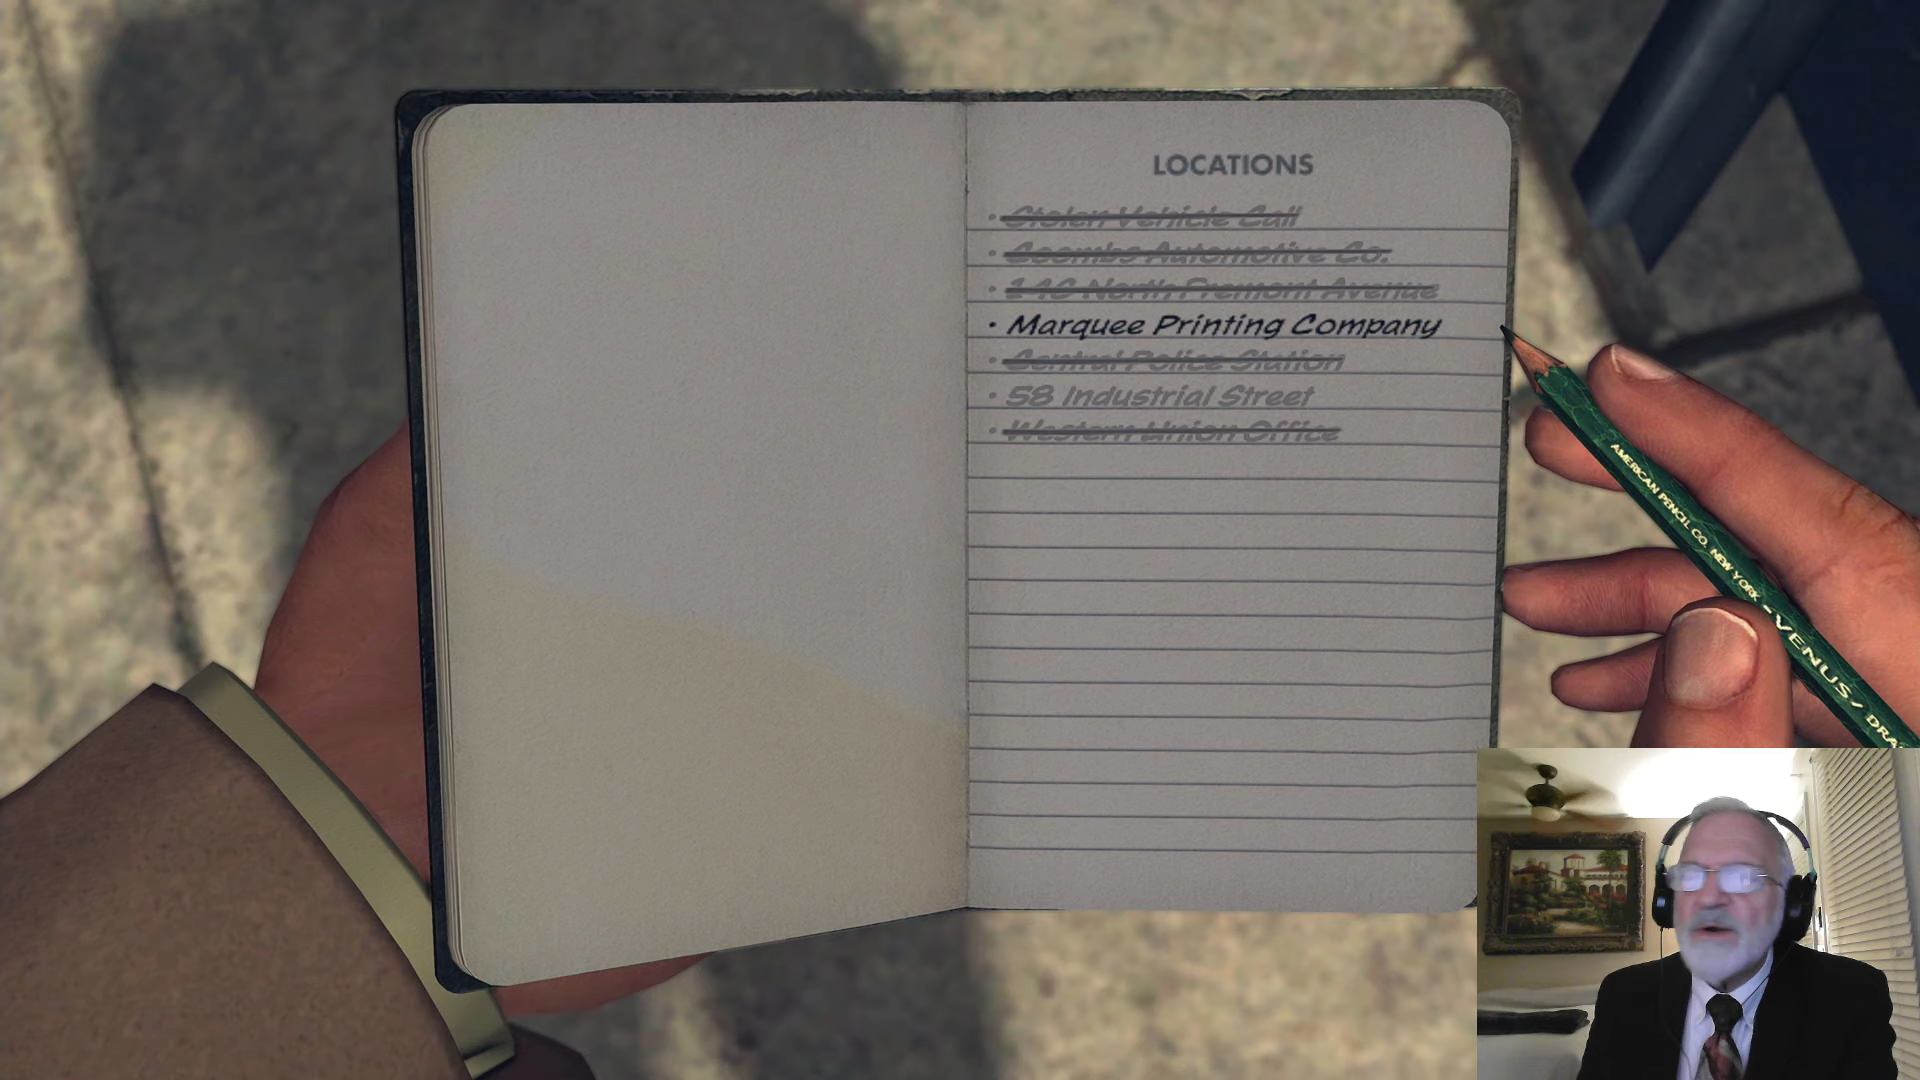 LOCATIONS
• Stolen Vehicle Call
• Coombs Automotive Co.
• 140 North Fremont Avenue
• Marquee Printing Company
• Central Police Station
• 58 Industrial Street
• Western Union Office
AMERICAN PENCIL CO. NEW YORK VENUS